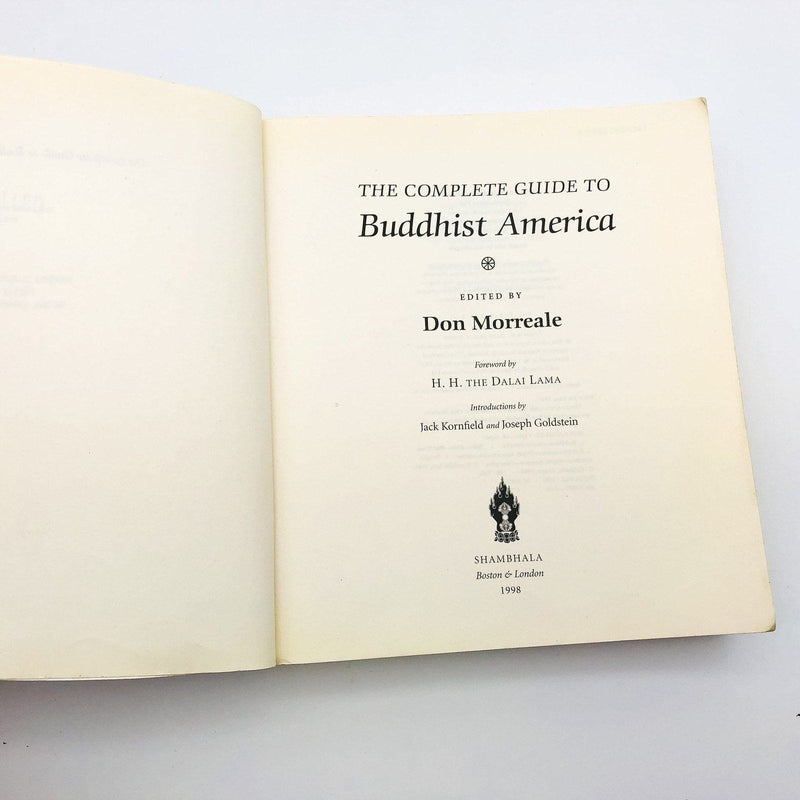 THE COMPLETE GUIDE TO
Buddhist America
EDITED BY
Don Morreale
Foreword by
H. H. THE DALAI LAMA
Introductions by
Jack Kornfield and Joseph Goldstein
SHAMBHALA
Boston & London
1998